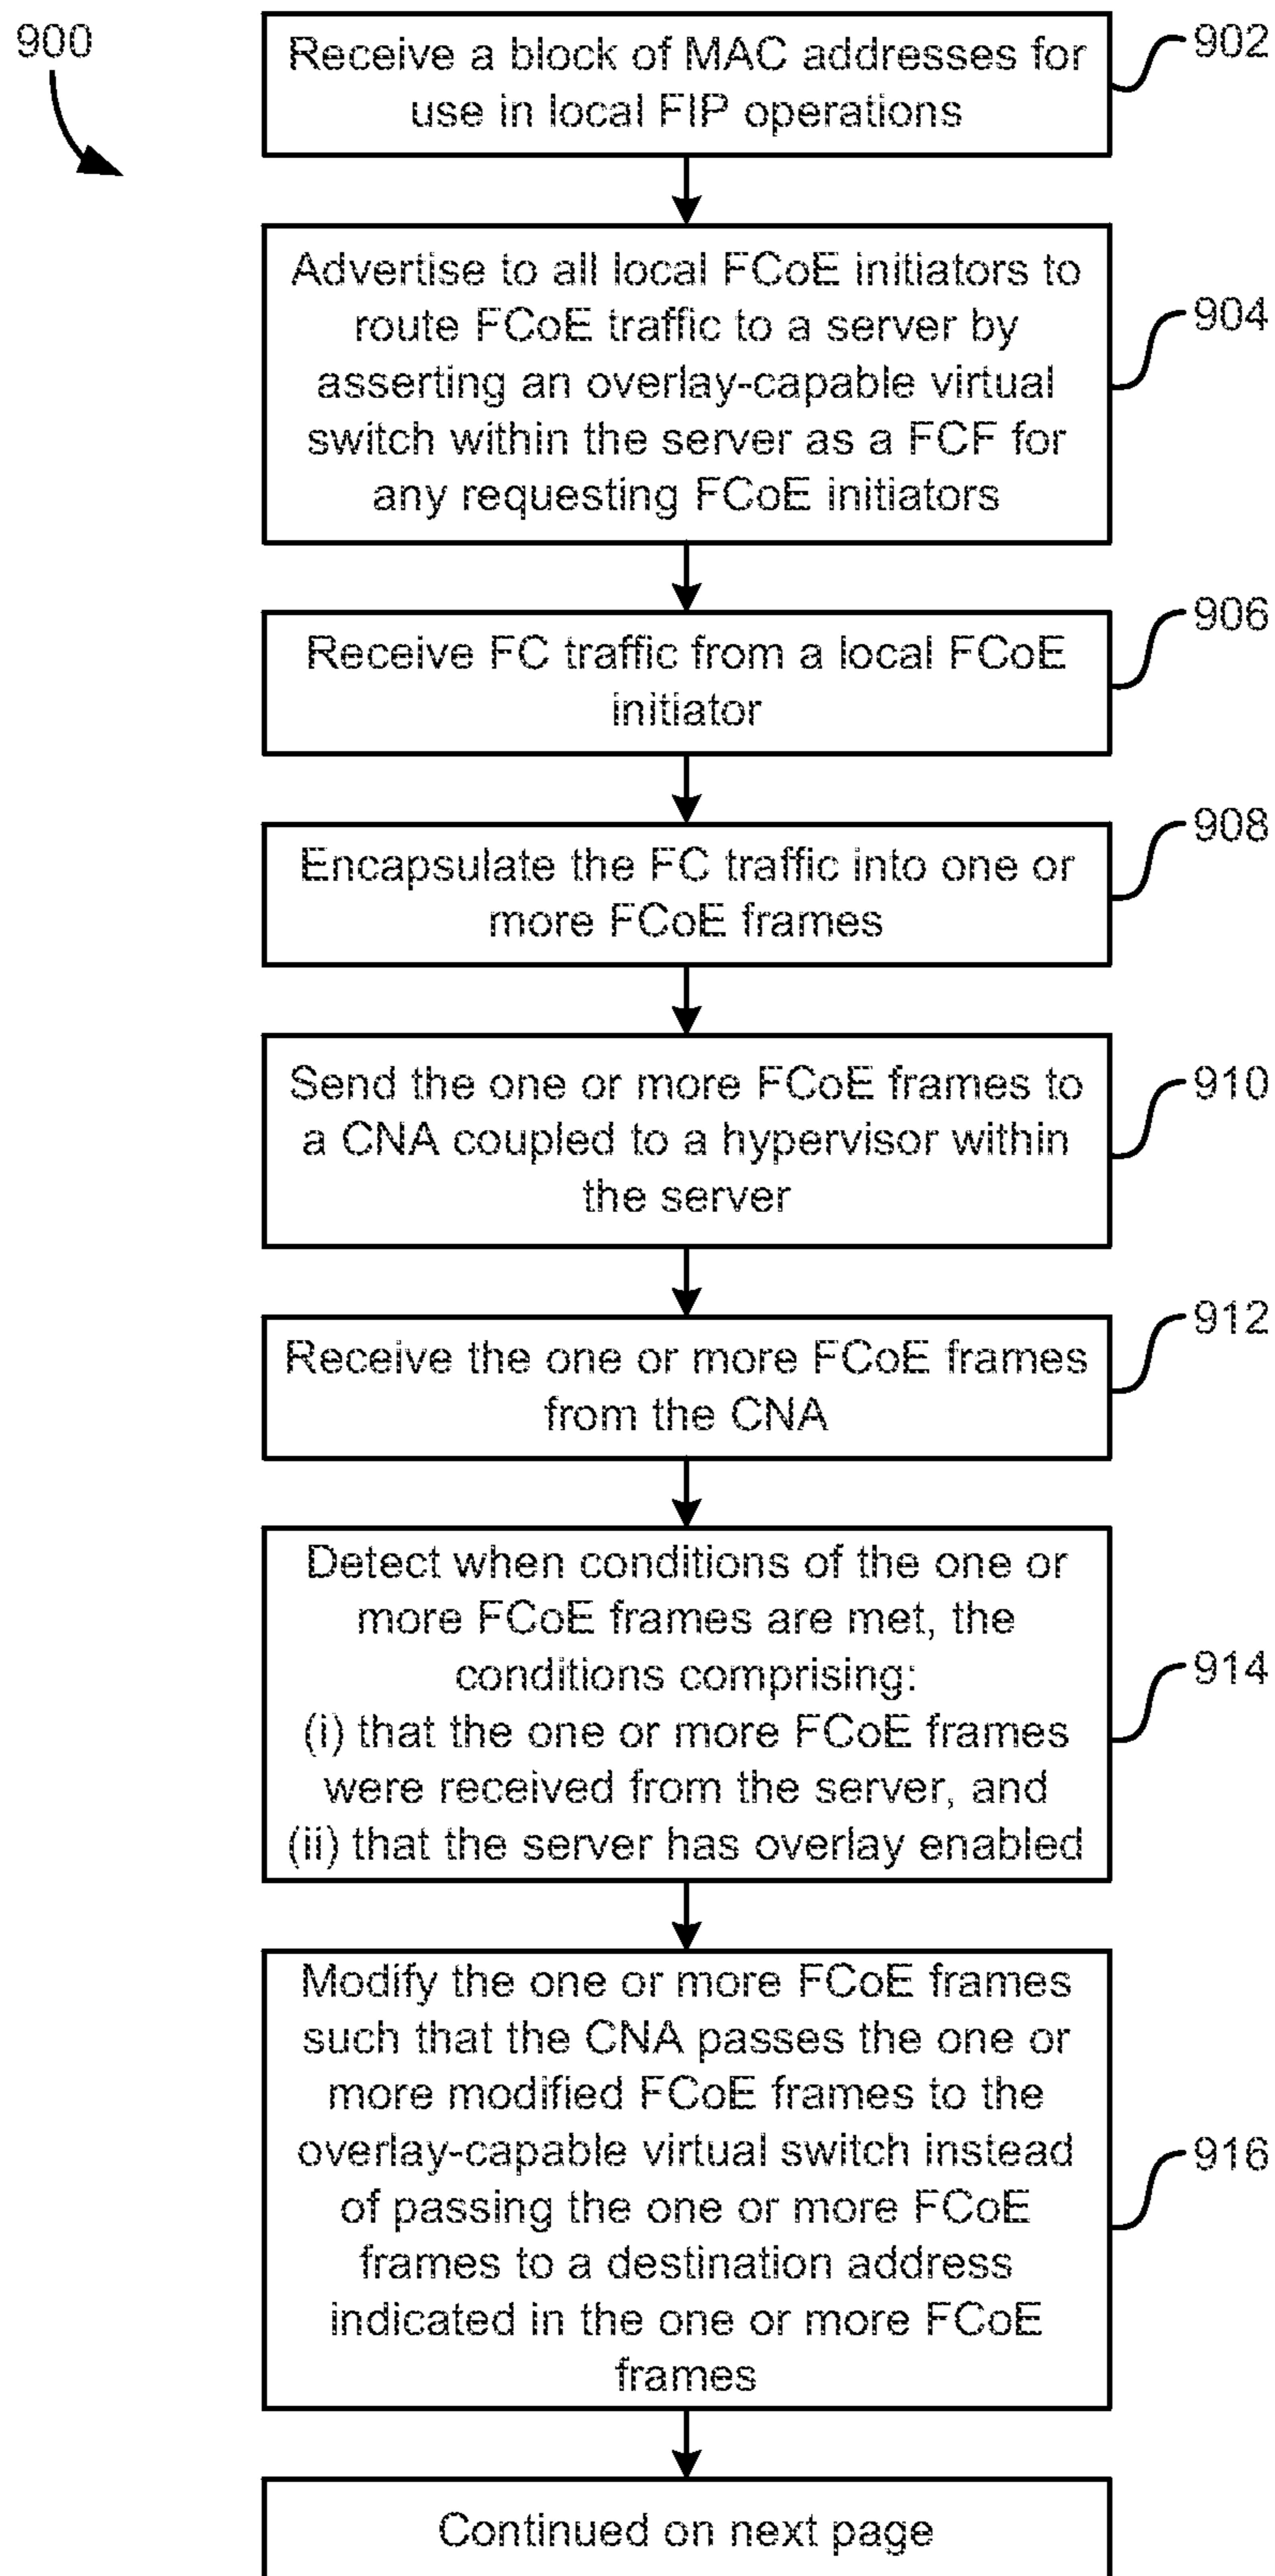 900
Receive a block of MAC addresses for
use in local FIP operations
902
Advertise to all local FCoE initiators to
route FCoE traffic to a server by
asserting an overlay-capable virtual
switch within the server as a FCF for
any requesting FCoE initiators
904
Receive FC traffic from a local FCoE
initiator
906
Encapsulate the FC traffic into one or
more FCoE frames
908
Send the one or more FCoE frames to
a CNA coupled to a hypervisor within
the server
910
Receive the one or more FCoE frames
from the CNA
912
Detect when conditions of the one or
more FCoE frames are met, the
conditions comprising:
(i) that the one or more FCoE frames
were received from the server, and
(ii) that the server has overlay enabled
914
Modify the one or more FCoE frames
such that the CNA passes the one or
more modified FCoE frames to the
overlay-capable virtual switch instead
of passing the one or more FCoE
frames to a destination address
indicated in the one or more FCoE
frames
916
Continued on next page